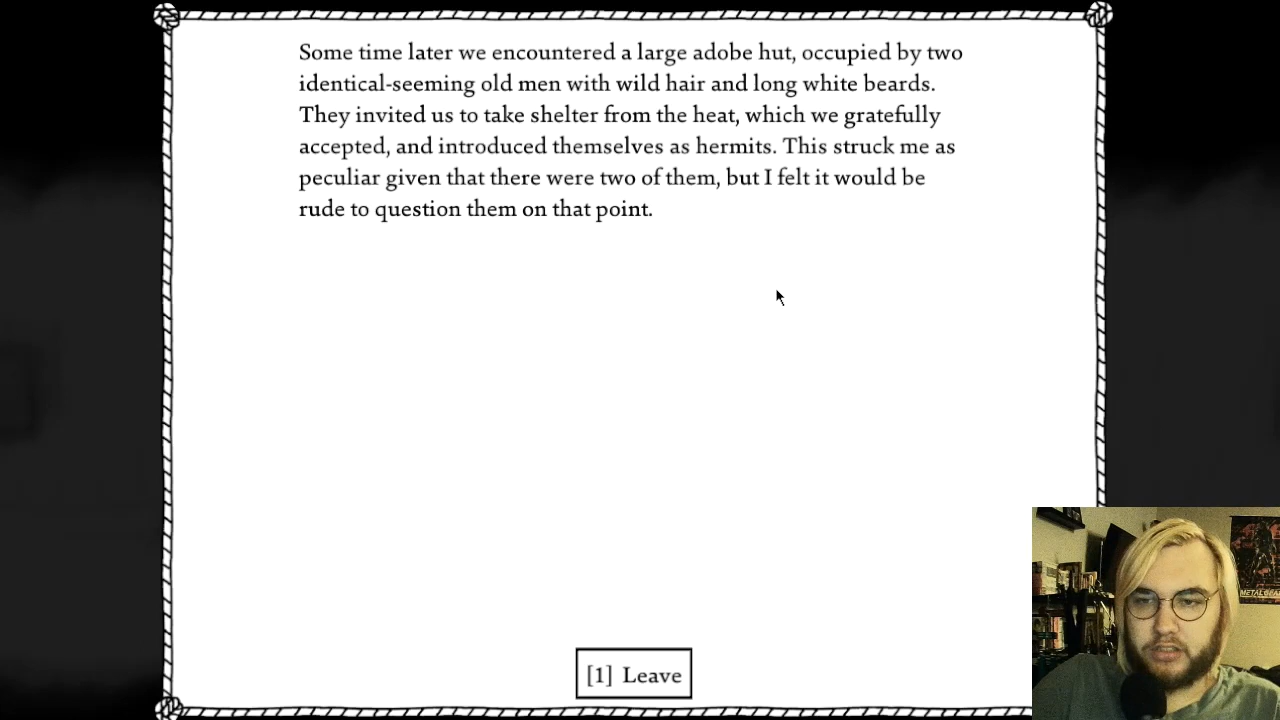 Some time later we encountered a large adobe hut, occupied by two
identical-seeming old men with wild hair and long white beards.
They invited us to take shelter from the heat, which we gratefully
accepted, and introduced themselves as hermits. This struck me as
peculiar given that there were two of them, but I felt it would be
rude to question them on that point.
[1] Leave
METAL GEAR